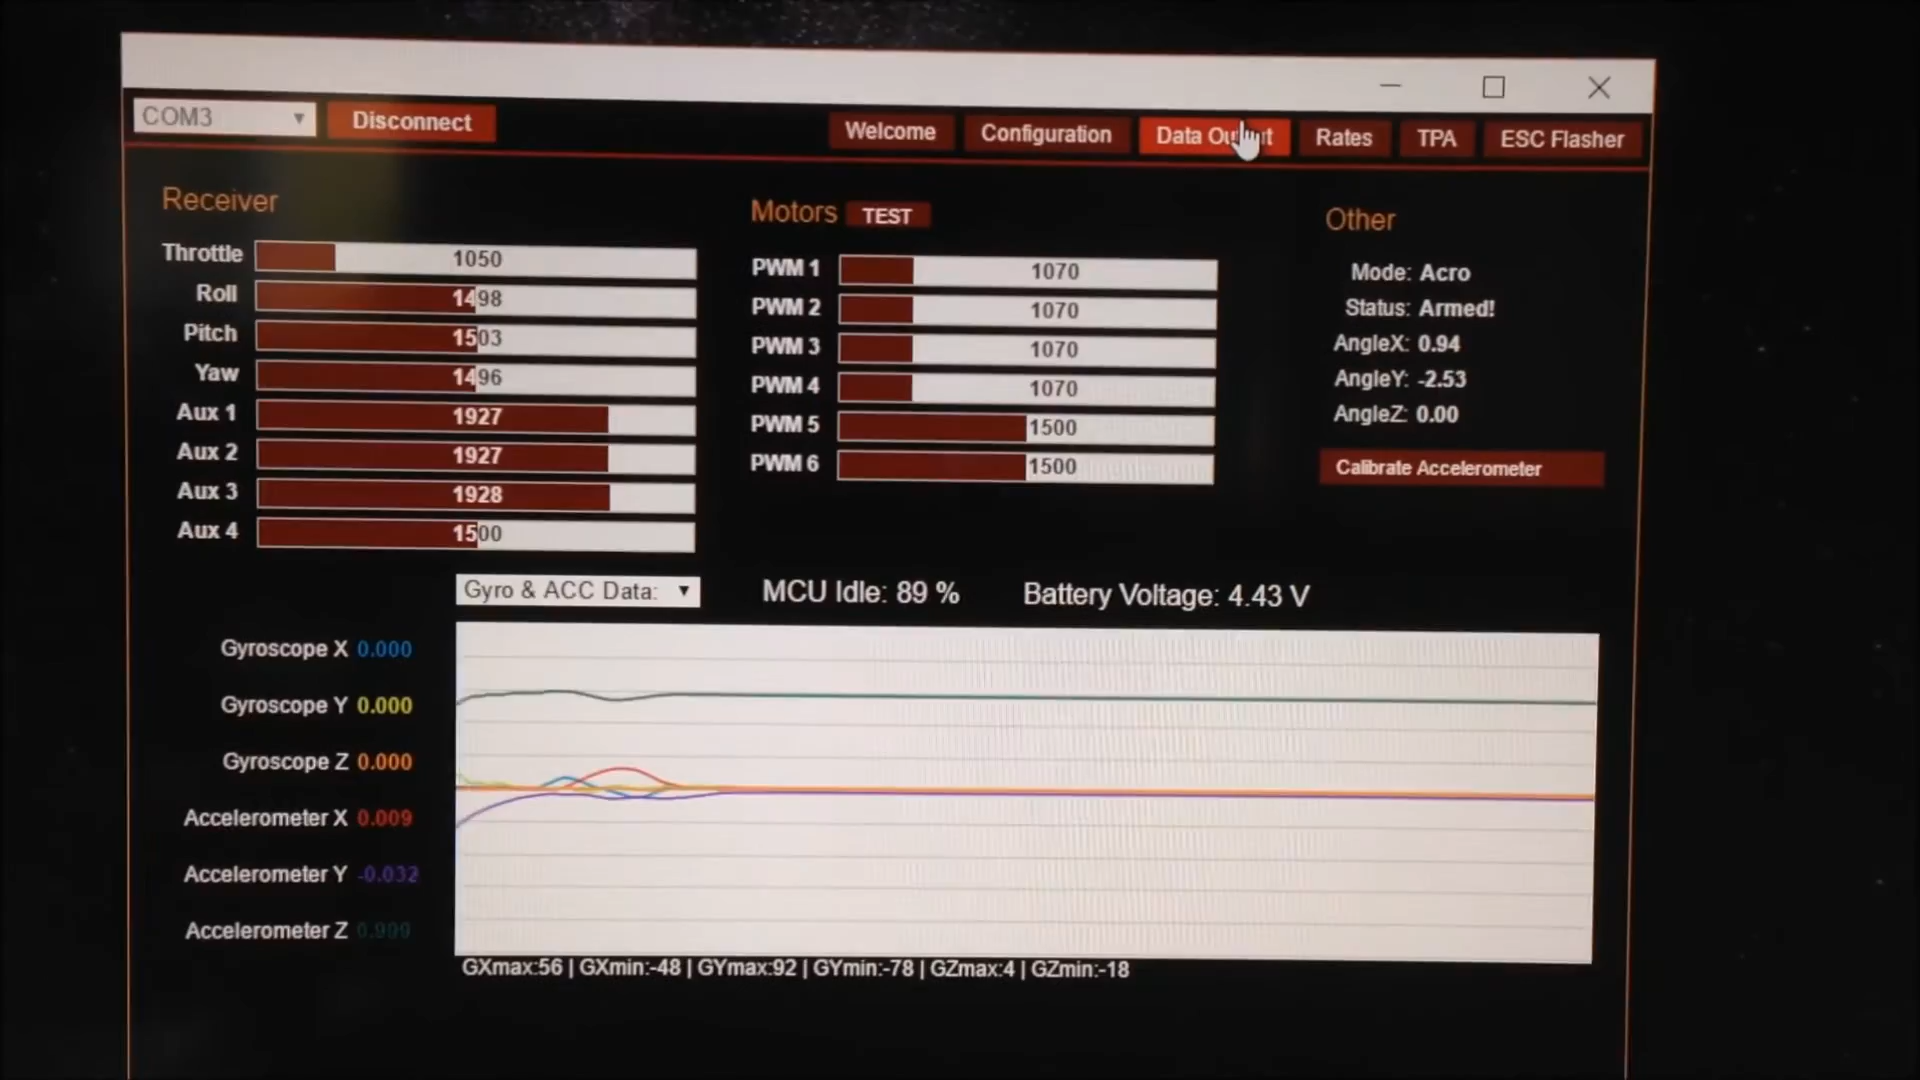 COM3 Disconnect Welcome Configuration Data Output Rates TPA ESC Flasher
Receiver
Throttle 1050
Roll 1498
Pitch 1503
Yaw 1496
Aux 1 1927
Aux 2 1927
Aux 3 1928
Aux 4 1500
Motors TEST
PWM 1 1070
PWM 2 1070
PWM 3 1070
PWM 4 1070
PWM 5 1500
PWM 6 1500
Other
Mode: Acro
Status: Armed!
AngleX: 0.94
AngleY: -2.53
AngleZ: 0.00
Calibrate Accelerometer
Gyro & ACC Data: MCU Idle: 89 % Battery Voltage: 4.43 V
Gyroscope X 0.000
Gyroscope Y 0.000
Gyroscope Z 0.000
Accelerometer X 0.009
Accelerometer Y -0.032
Accelerometer Z 0.999
GXmax:56 | GXmin:-48 | GYmax:92 | GYmin:-78 | GZmax:4 | GZmin:-18